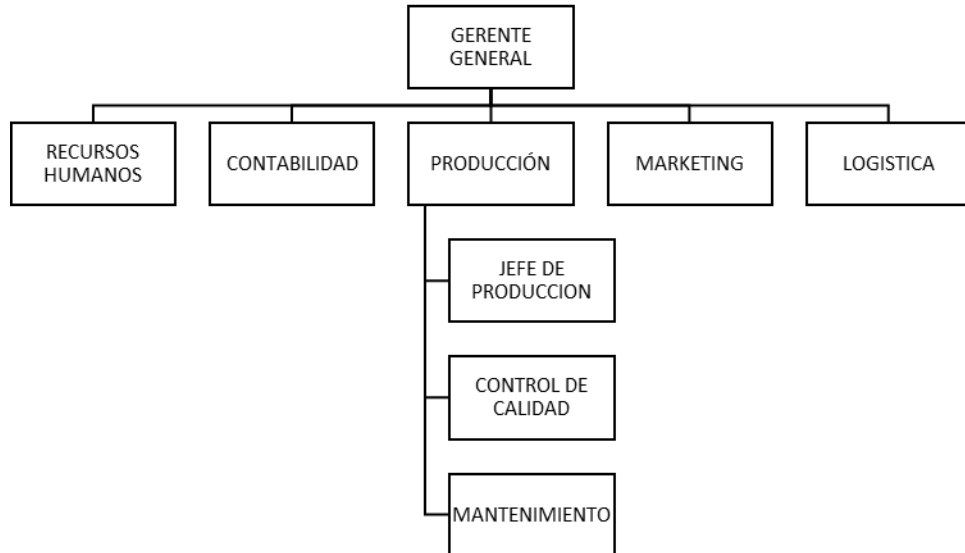 GERENTE
GENERAL
RECURSOS
HUMANOS
CONTABILIDAD
PRODUCCIÓN
MARKETING
LOGISTICA
JEFE DE
PRODUCCION
CONTROL DE
CALIDAD
MANTENIMIENTO